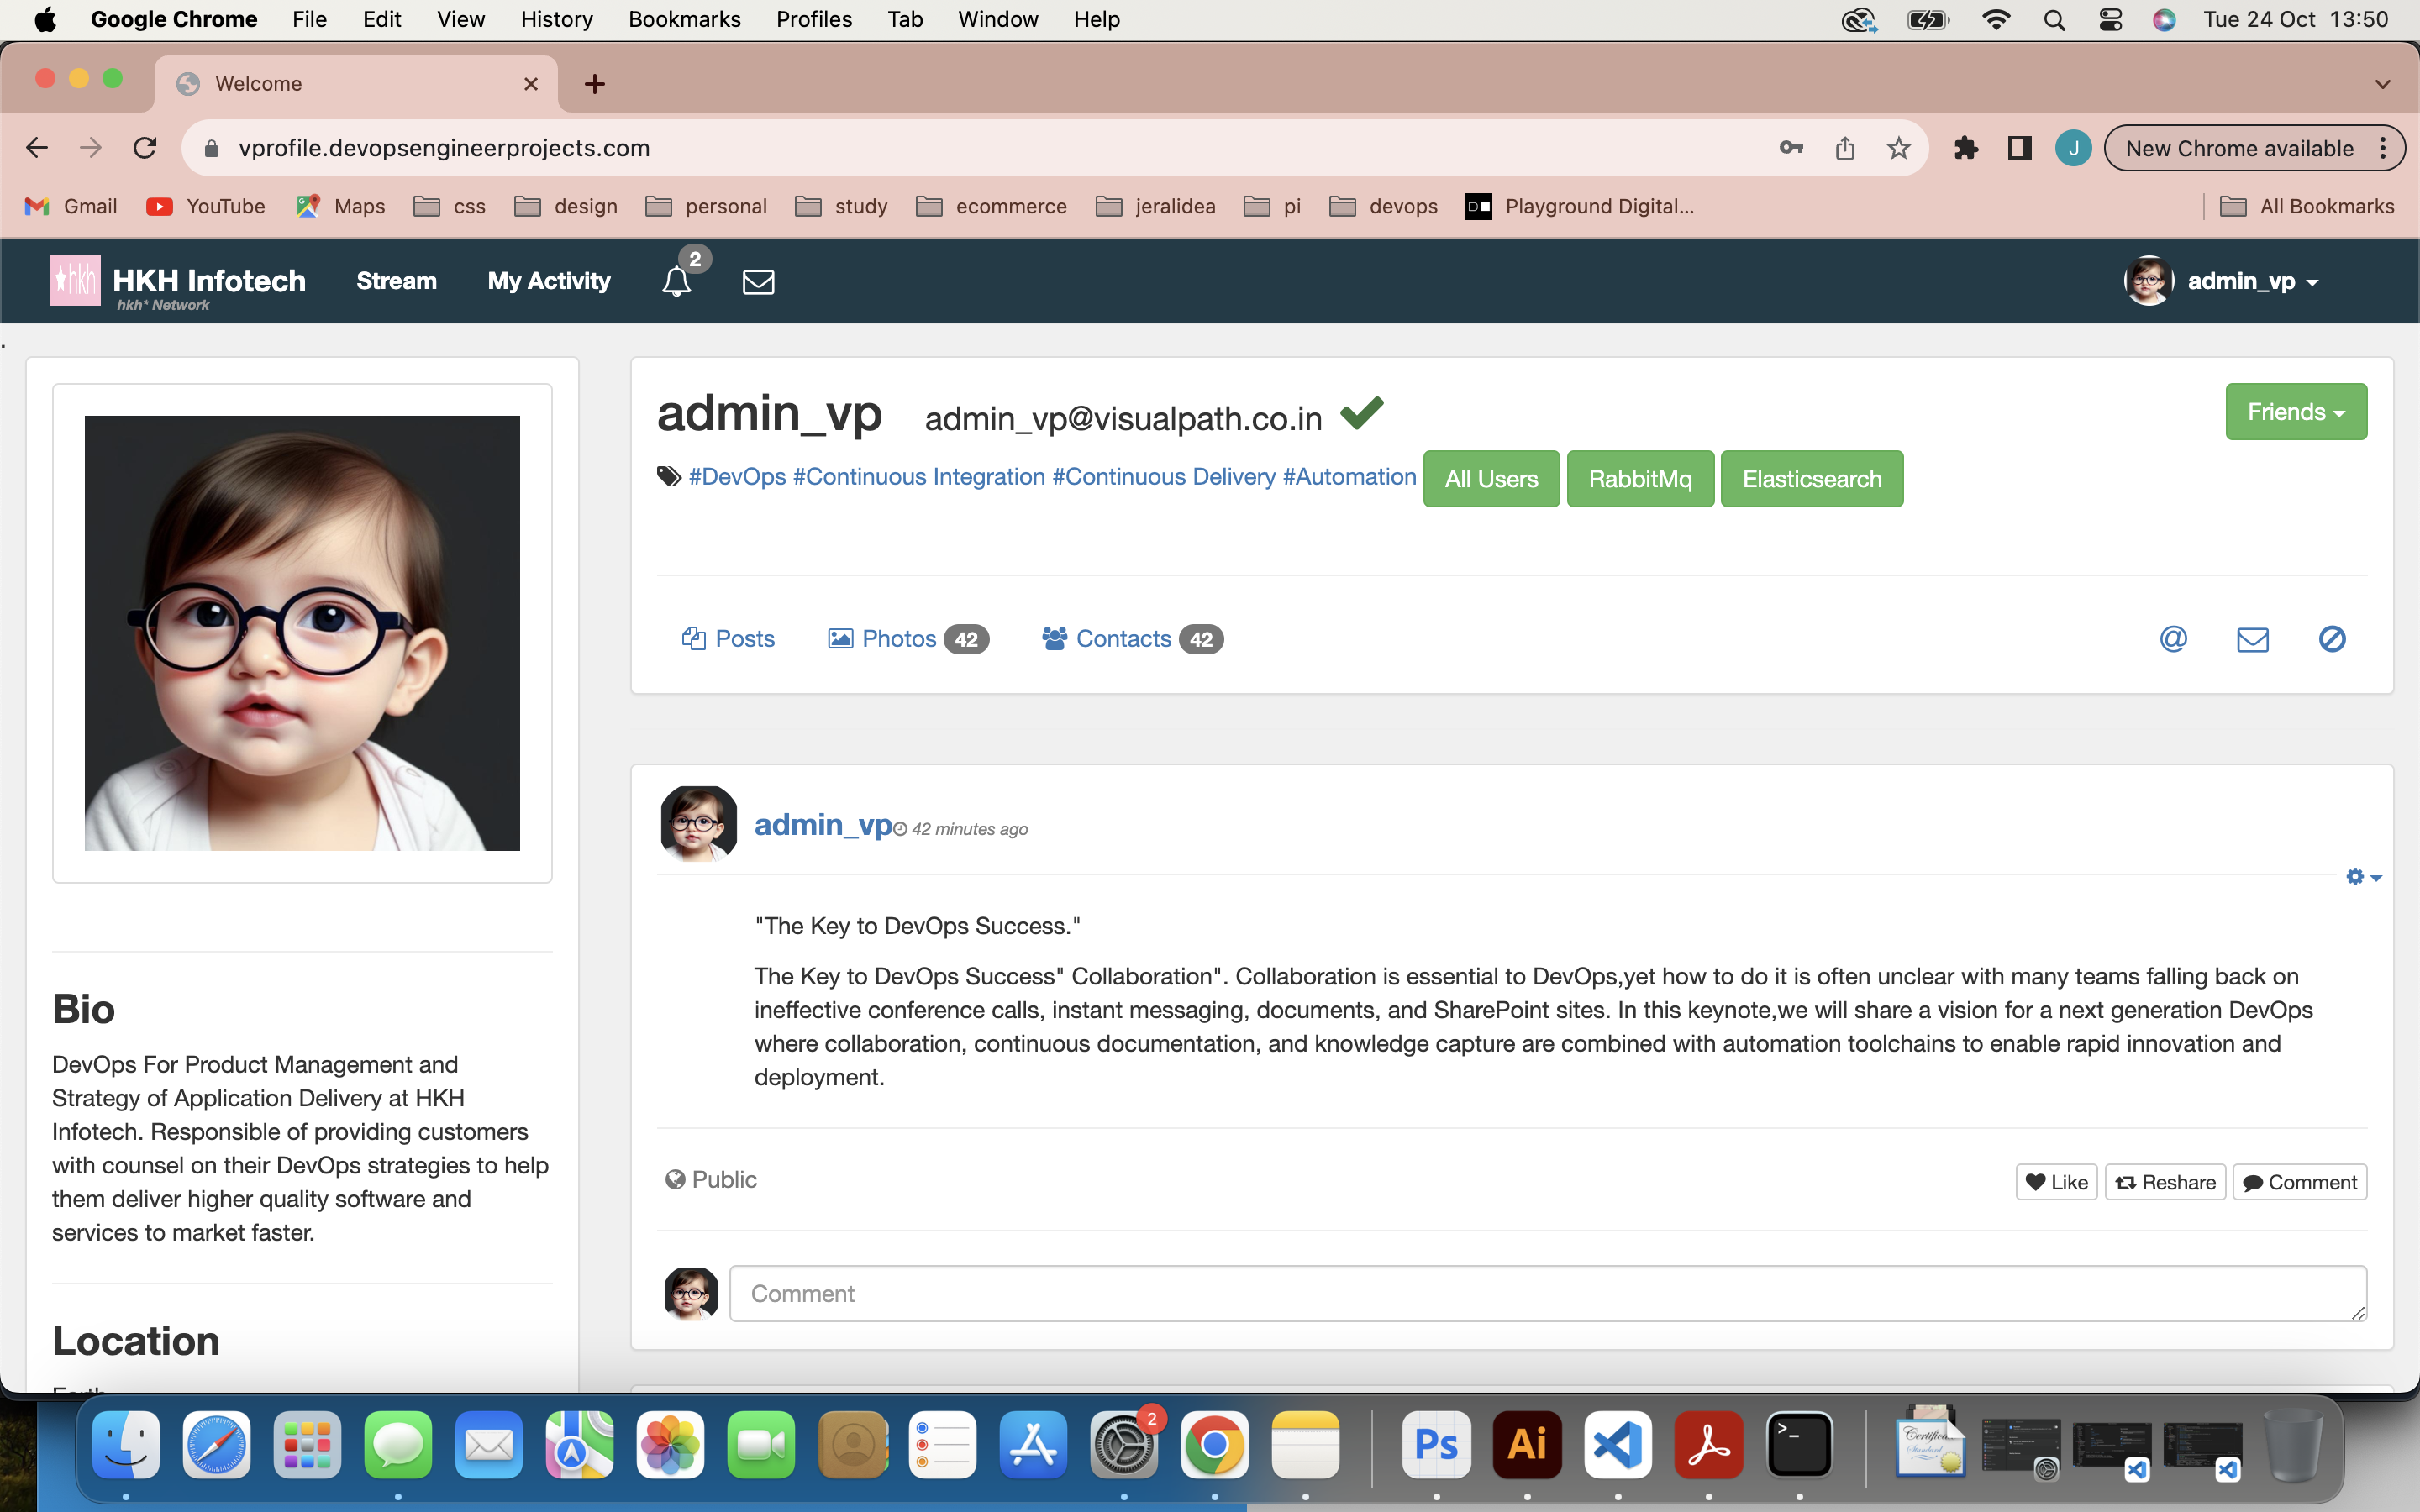 Google Chrome File Edit View History Bookmarks Profiles Tab Window Help Tue 24 Oct 13:50
Welcome
vprofile.devopsengineerprojects.com J New Chrome available
Gmail YouTube Maps css design personal study ecommerce jeralidea pi devops Playground Digital... All Bookmarks
hkh HKH Infotech Stream My Activity 2 admin_vp
hkh* Network
.
admin_vp admin_vp@visualpath.co.in Friends
#DevOps #Continuous Integration #Continuous Delivery #Automation All Users RabbitMq Elasticsearch
Posts Photos 42 Contacts 42 @
admin_vp 42 minutes ago
"The Key to DevOps Success."
The Key to DevOps Success" Collaboration". Collaboration is essential to DevOps,yet how to do it is often unclear with many teams falling back on
ineffective conference calls, instant messaging, documents, and SharePoint sites. In this keynote,we will share a vision for a next generation DevOps
where collaboration, continuous documentation, and knowledge capture are combined with automation toolchains to enable rapid innovation and
deployment.
Public Like Reshare Comment
Comment
Bio
DevOps For Product Management and
Strategy of Application Delivery at HKH
Infotech. Responsible of providing customers
with counsel on their DevOps strategies to help
them deliver higher quality software and
services to market faster.
Location
2
Ps Ai >_